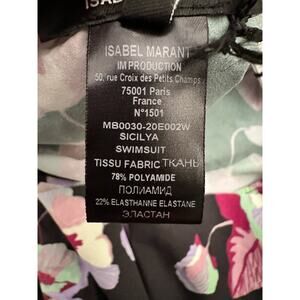 ISABEL MARANT
IM PRODUCTION
50, rue Croix des Petits Champs
75001 Paris
France
N°1501
MB0030-20E002W
SICILYA
SWIMSUIT
TISSU FABRIC ТКАНЬ
78% POLYAMIDE
ПОЛИАМИД
22% ELASTHANNE ELASTANE
ЭЛАСТАН